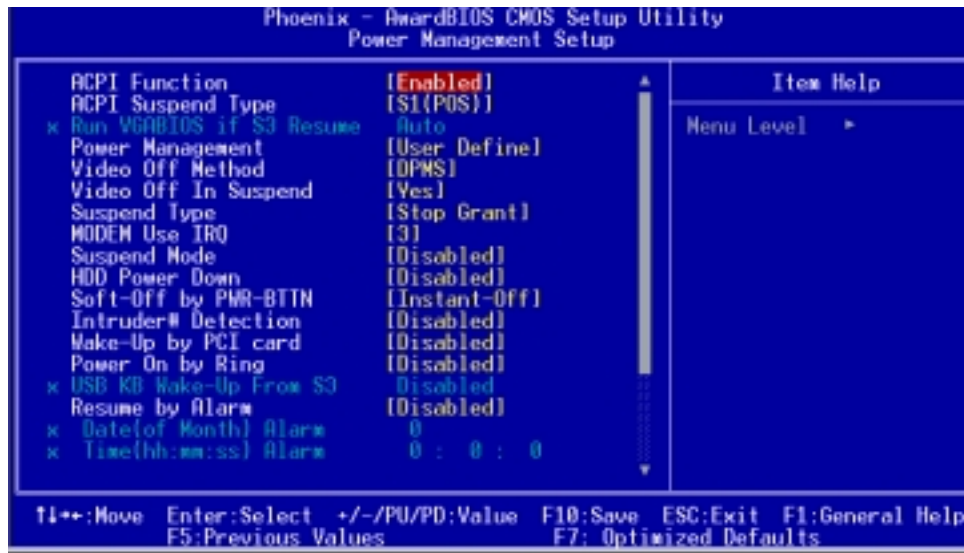 Phoenix - AwardBIOS CMOS Setup Utility
Power Management Setup
ACPI Function [Enabled]
ACPI Suspend Type [S1(POS)]
x Run VGABIOS if S3 Resume Auto
Power Management [User Define]
Video Off Method [DPMS]
Video Off In Suspend [Yes]
Suspend Type [Stop Grant]
MODEM Use IRQ [3]
Suspend Mode [Disabled]
HDD Power Down [Disabled]
Soft-Off by PWR-BTTN [Instant-Off]
Intruder# Detection [Disabled]
Wake-Up by PCI card [Disabled]
Power On by Ring [Disabled]
x USB KB Wake-Up From S3 Disabled
Resume by Alarm [Disabled]
x Date(of Month) Alarm 0
x Time(hh:mm:ss) Alarm 0 : 0 : 0
Item Help
Menu Level ►
↑↓→←:Move Enter:Select +/-/PU/PD:Value F10:Save ESC:Exit F1:General Help
F5:Previous Values F7: Optimized Defaults